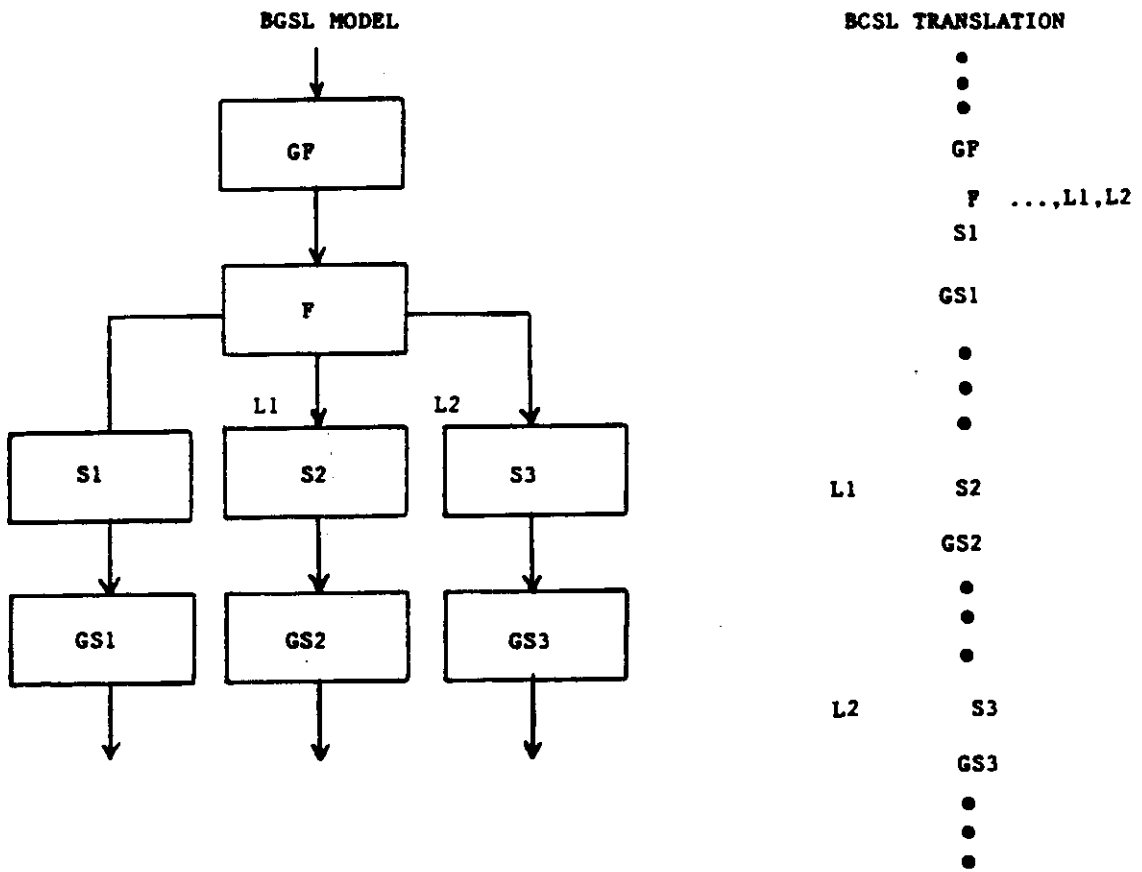 BGSL MODEL
GF
F
L1
L2
S1
S2
S3
GS1
GS2
GS3
BCSL TRANSLATION
GF
F ...,L1,L2
S1
GS1
L1 S2
GS2
L2 S3
GS3